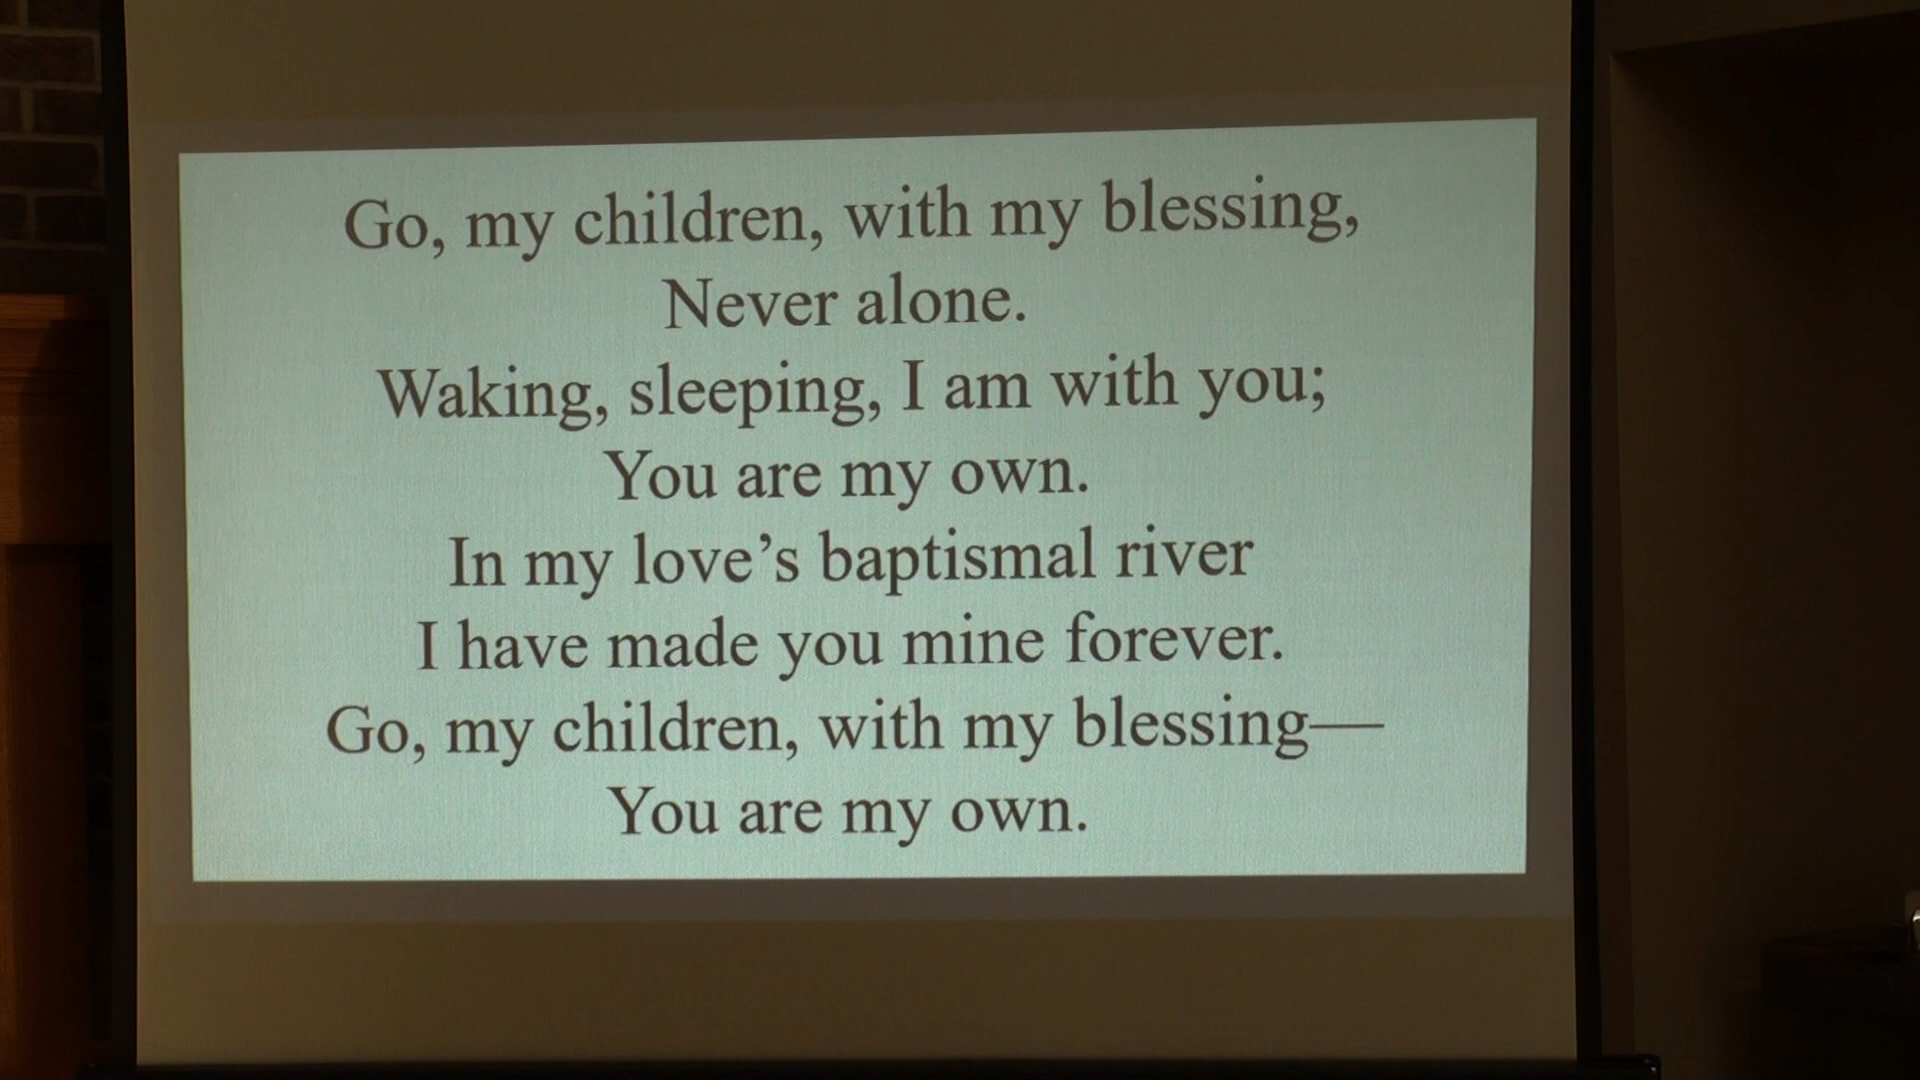 Go, my children, with my blessing,
Never alone.
Waking, sleeping, I am with you;
You are my own.
In my love’s baptismal river
I have made you mine forever.
Go, my children, with my blessing—
You are my own.